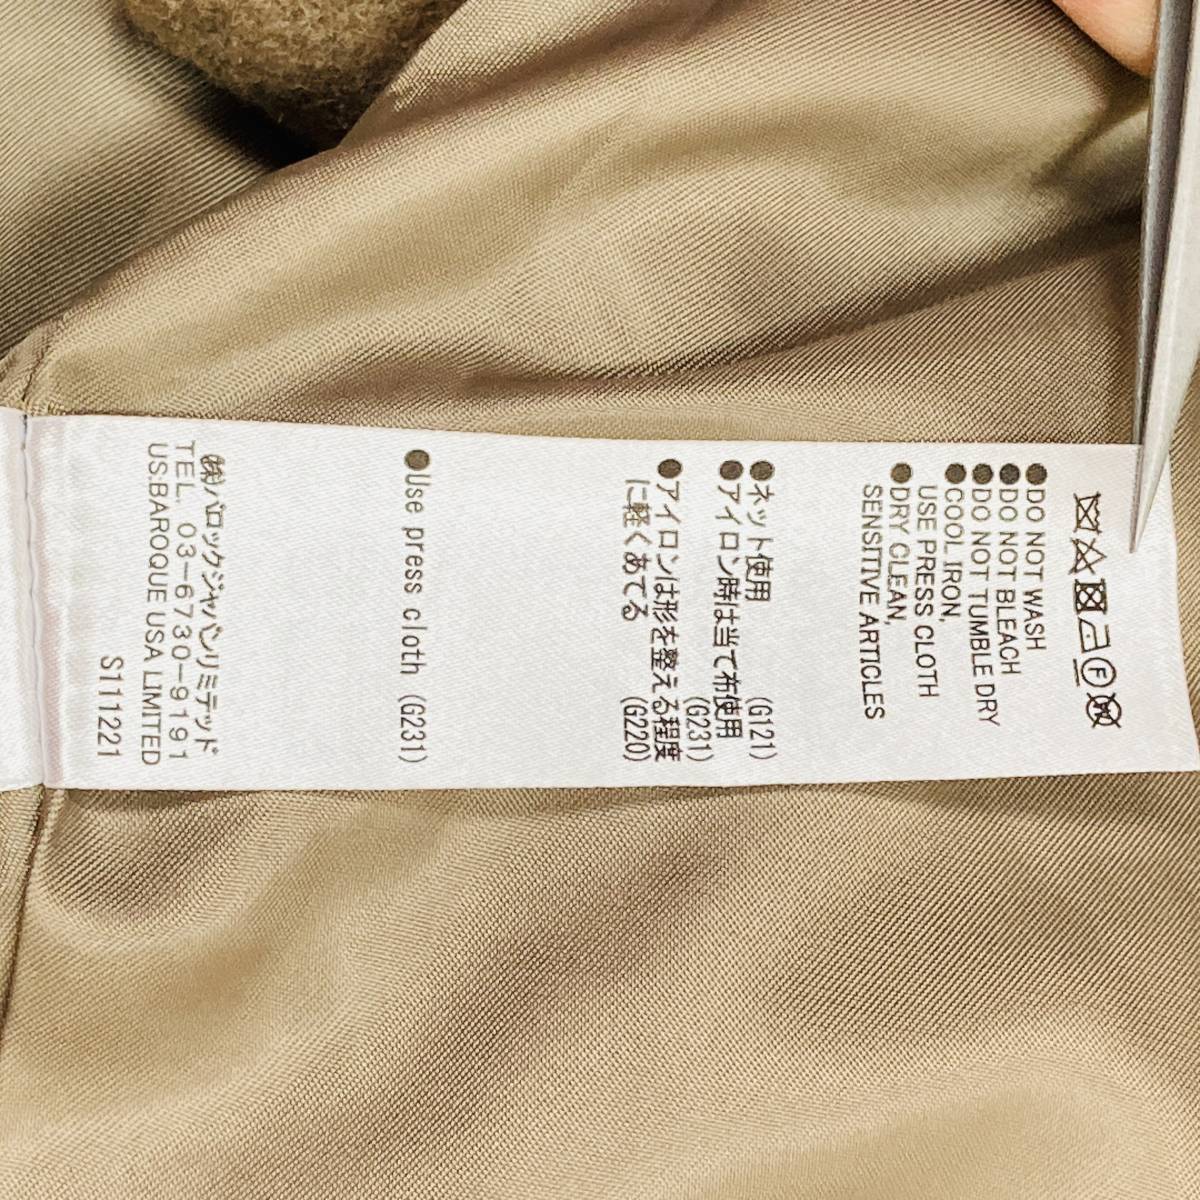 ●DO NOT WASH
●DO NOT BLEACH
●DO NOT TUMBLE DRY
●COOL IRON,
USE PRESS CLOTH
●DRY CLEAN,
SENSITIVE ARTICLES
●ネット使用 (G121)
●アイロン時は当て布使用
(G231)
●アイロンは形を整える程度
に軽くあてる (G220)
●Use press cloth (G231)
㈱バロックジャパンリミテッド
TEL. 03-6730-9191
US:BAROQUE USA LIMITED
S111221